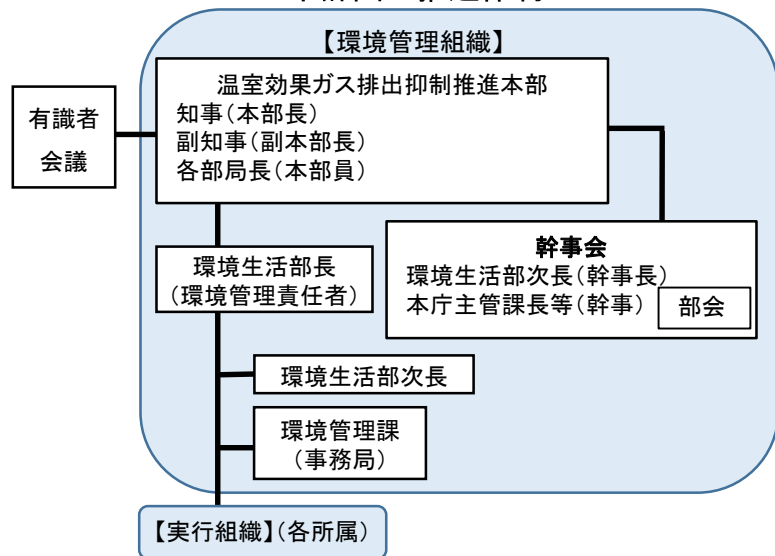 【環境管理組織】
温室効果ガス排出抑制推進本部
知事(本部長)
副知事(副本部長)
各部局長(本部員)
有識者
会議
幹事会
環境生活部次長(幹事長)
本庁主管課長等(幹事)
部会
環境生活部長
(環境管理責任者)
環境生活部次長
環境管理課
(事務局)
【実行組織】(各所属)